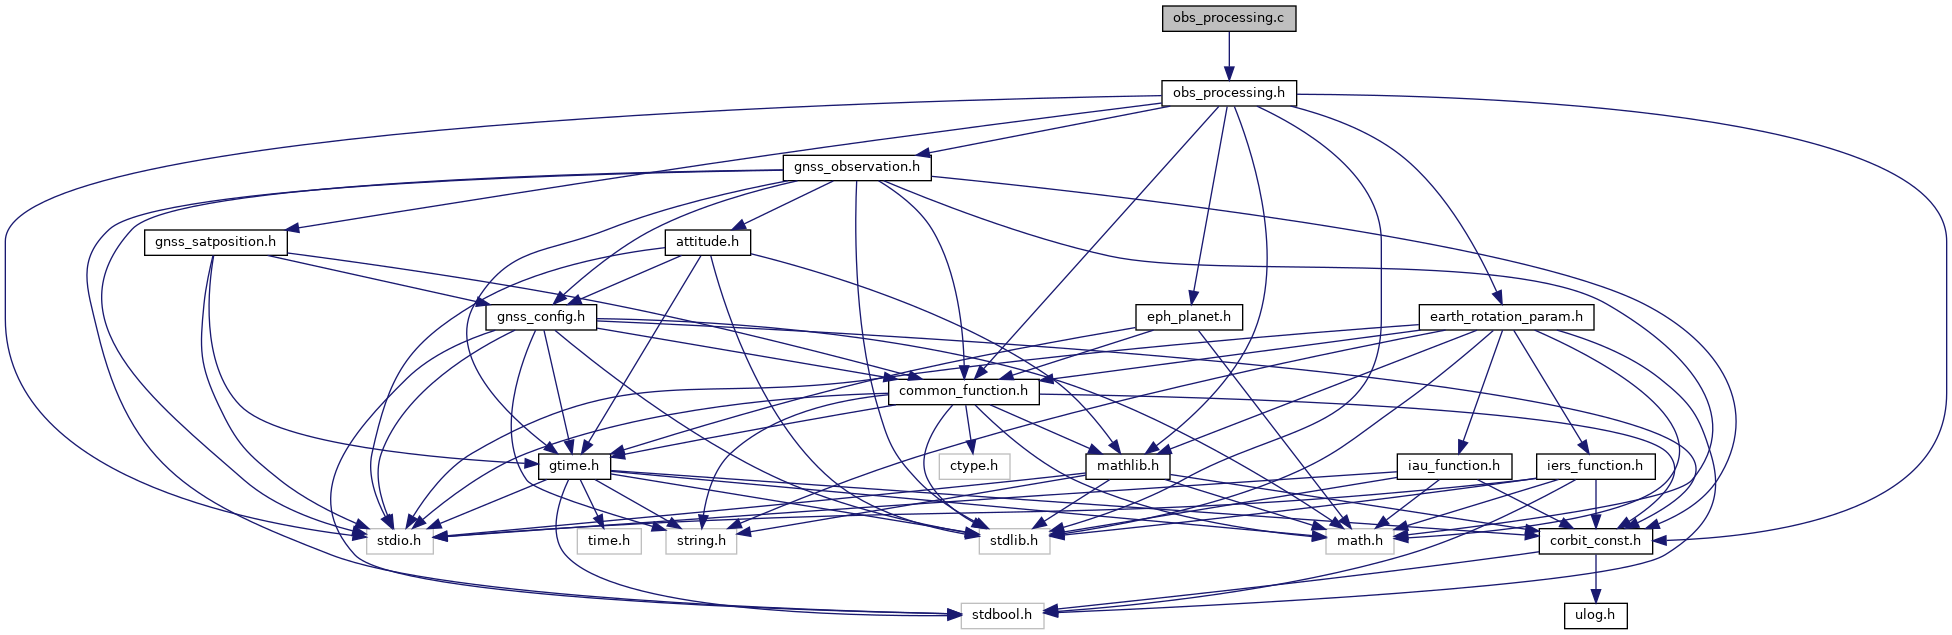 obs_processing.c
obs_processing.h
gnss_observation.h
gnss_satposition.h
attitude.h
gnss_config.h
eph_planet.h
earth_rotation_param.h
common_function.h
gtime.h
ctype.h
mathlib.h
iau_function.h
iers_function.h
stdio.h
time.h
string.h
stdlib.h
math.h
corbit_const.h
stdbool.h
ulog.h